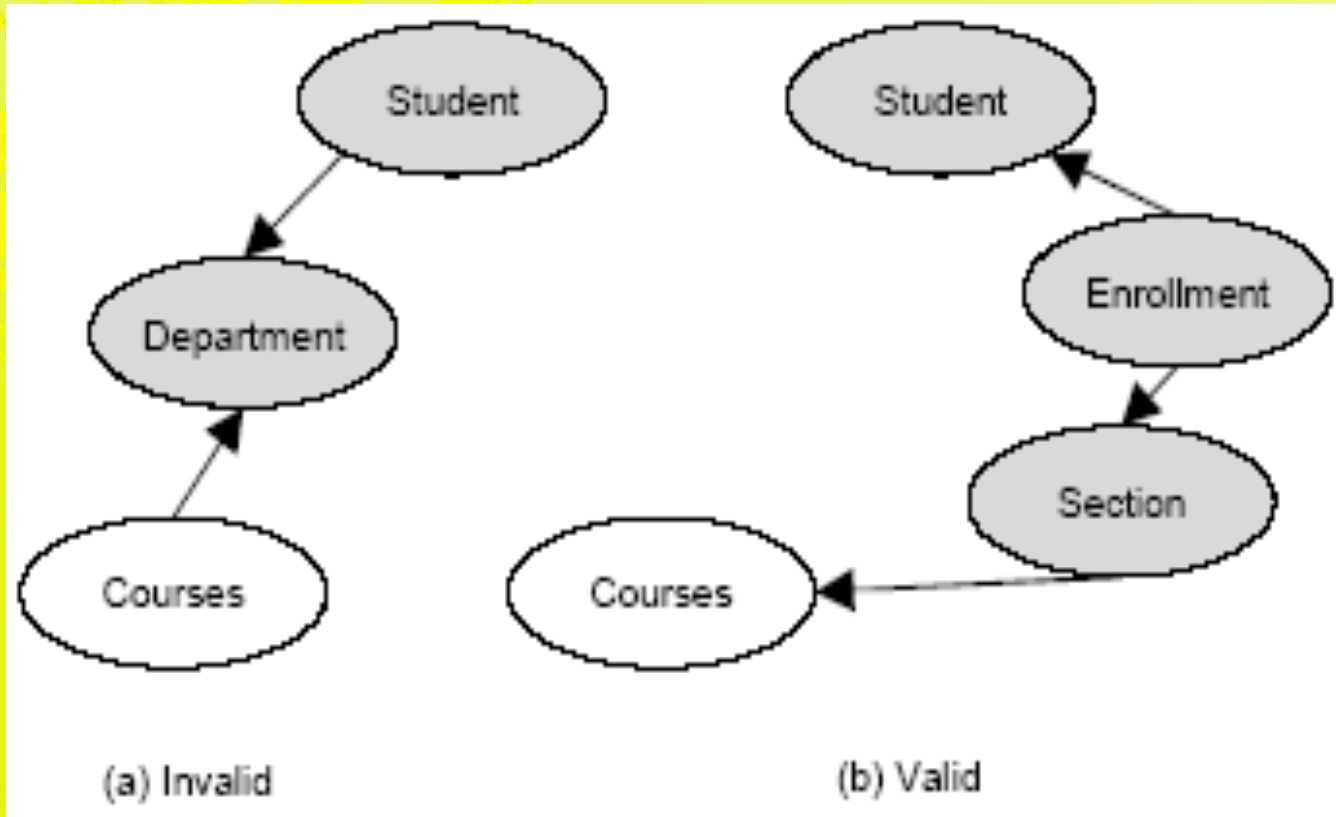 Student
Department
Courses
(a) Invalid
Student
Enrollment
Section
Courses
(b) Valid